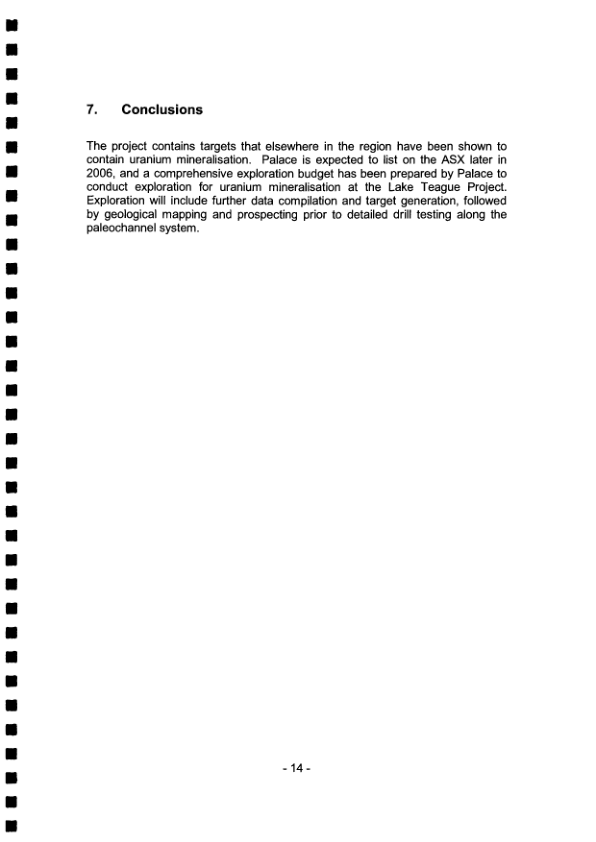 7. Conclusions
The project contains targets that elsewhere in the region have been shown to
contain uranium mineralisation. Palace is expected to list on the ASX later in
2006, and a comprehensive exploration budget has been prepared by Palace to
conduct exploration for uranium mineralisation at the Lake Teague Project.
Exploration will include further data compilation and target generation, followed
by geological mapping and prospecting prior to detailed drill testing along the
paleochannel system.
- 14 -